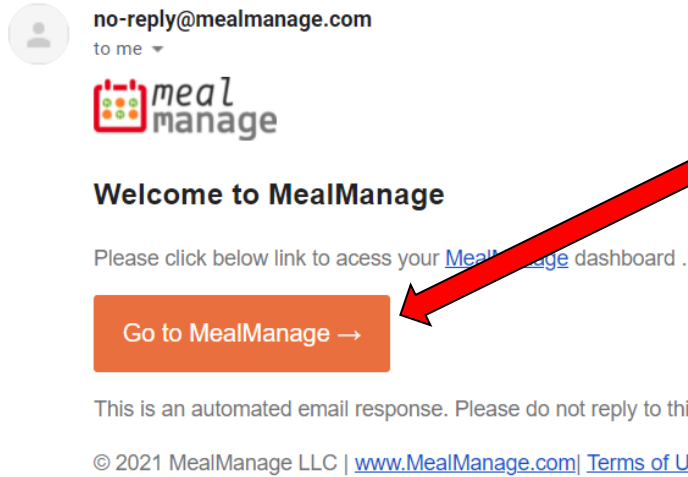 no-reply@mealmanage.com
to me
meal
manage
Welcome to MealManage
Please click below link to acess your MealManage dashboard .
Go to MealManage →
This is an automated email response. Please do not reply to thi
© 2021 MealManage LLC | www.MealManage.com| Terms of U